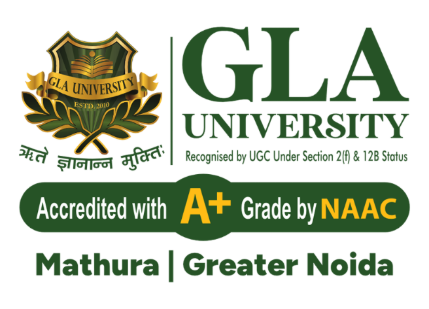 GLA UNIVERSITY
ESTD. 2010
ऋते ज्ञानान्न मुक्तिः
GLA
UNIVERSITY
Recognised by UGC Under Section 2(f) & 12B Status
Accredited with A+ Grade by NAAC
Mathura | Greater Noida